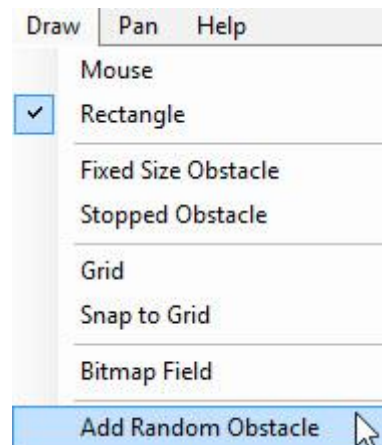 Draw Pan Help
Mouse
Rectangle
Fixed Size Obstacle
Stopped Obstacle
Grid
Snap to Grid
Bitmap Field
Add Random Obstacle